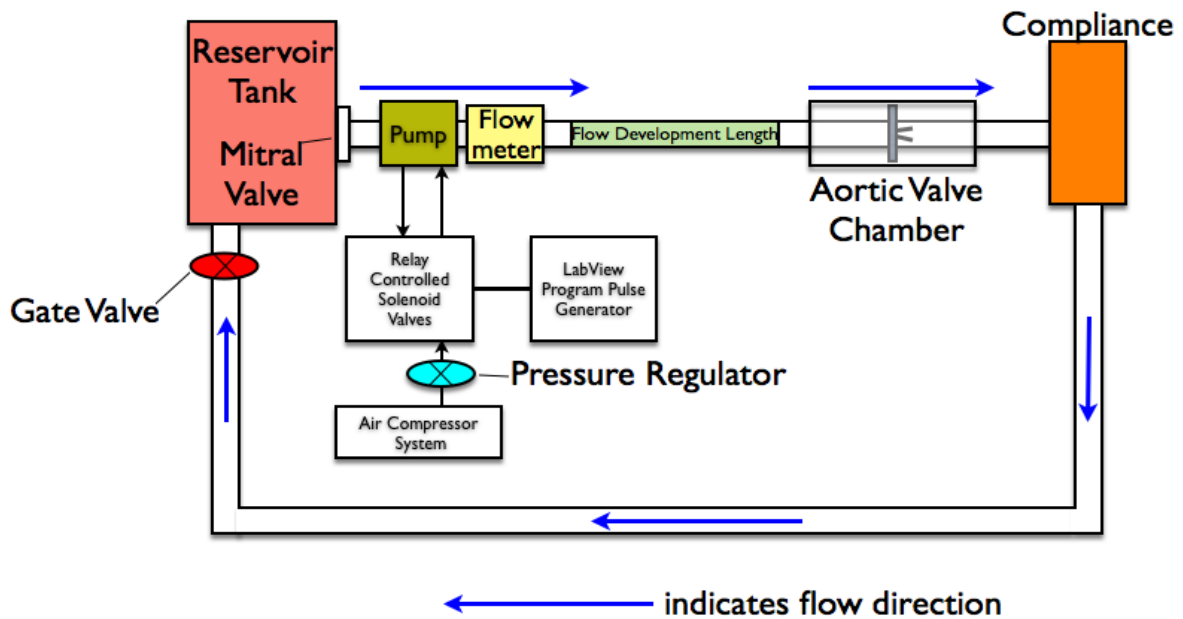 Compliance
Reservoir
Tank
Mitral
Valve
Pump
Flow
meter
Flow Development Length
Aortic Valve
Chamber
Gate Valve
Relay
Controlled
Solenoid
Valves
LabView
Program Pulse
Generator
Pressure Regulator
Air Compressor
System
indicates flow direction